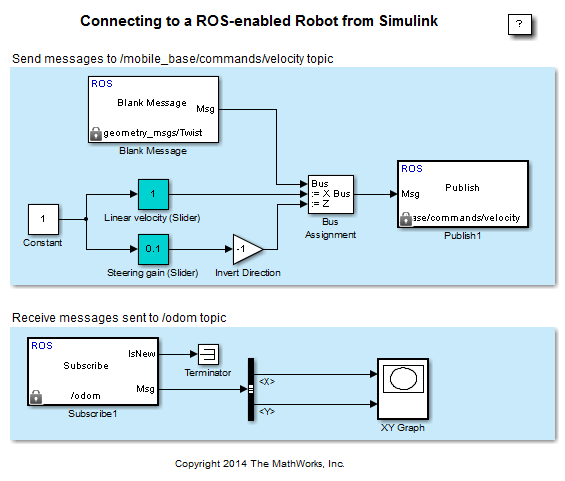 Connecting to a ROS-enabled Robot from Simulink
?
Send messages to /mobile_base/commands/velocity topic
ROS
Blank Message
Msg
geometry_msgs/Twist
Blank Message
1
Constant
1
Linear velocity (Slider)
0.1
Steering gain (Slider)
-1
Invert Direction
Bus
:= X Bus
:= Z
Bus
Assignment
ROS
Publish
Msg
ase/commands/velocity
Publish1
Receive messages sent to /odom topic
ROS
IsNew
Subscribe
Msg
/odom
Subscribe1
Terminator
<X>
<Y>
XY Graph
Copyright 2014 The MathWorks, Inc.